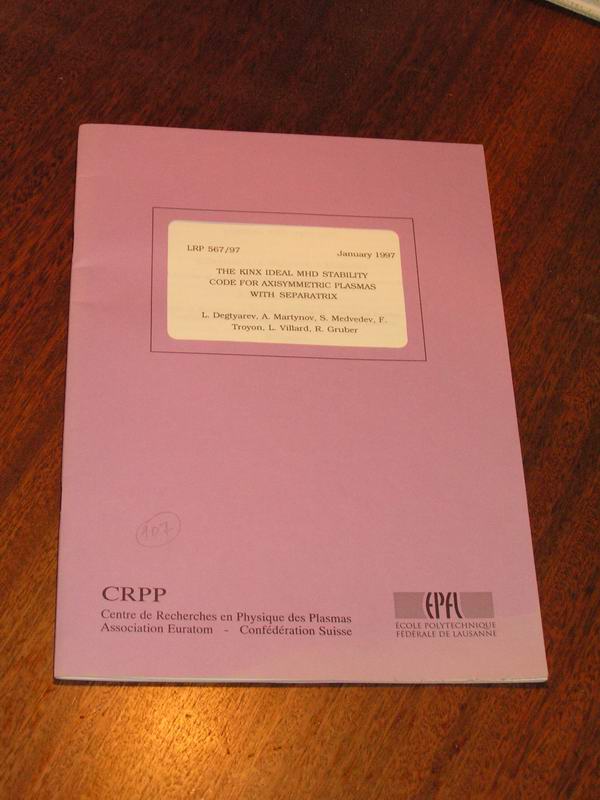 LRP 567/97 January 1997
THE KINX IDEAL MHD STABILITY
CODE FOR AXISYMMETRIC PLASMAS
WITH SEPARATRIX
L. Degtyarev, A. Martynov, S. Medvedev, F.
Troyon, L. Villard, R. Gruber
107
CRPP
Centre de Recherches en Physique des Plasmas
Association Euratom - Confédération Suisse
EPFL
ÉCOLE POLYTECHNIQUE
FÉDÉRALE DE LAUSANNE